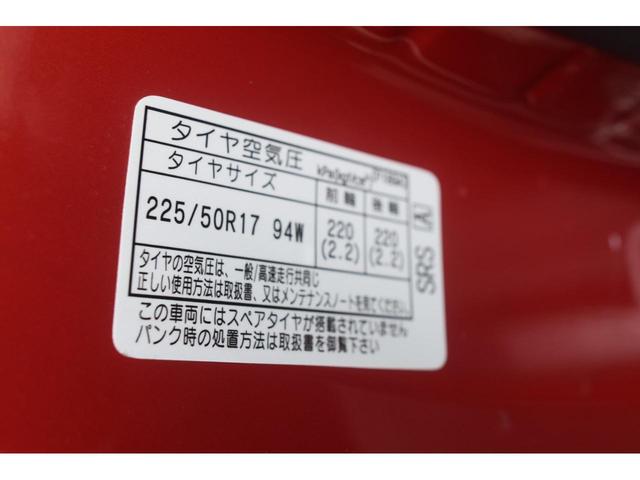 タイヤ空気圧
kPa(kgf/cm²)
タイヤサイズ
前輪 後輪
225/50R17 94W 220 (2.2) 220 (2.2)
タイヤの空気圧は、一般/高速走行共同じ
正しい使用方法は取扱書、又はメンテナンスノートを見てください。
この車両にはスペアタイヤが搭載されていません
パンク時の処置方法は取扱書を御覧下さい
SRS